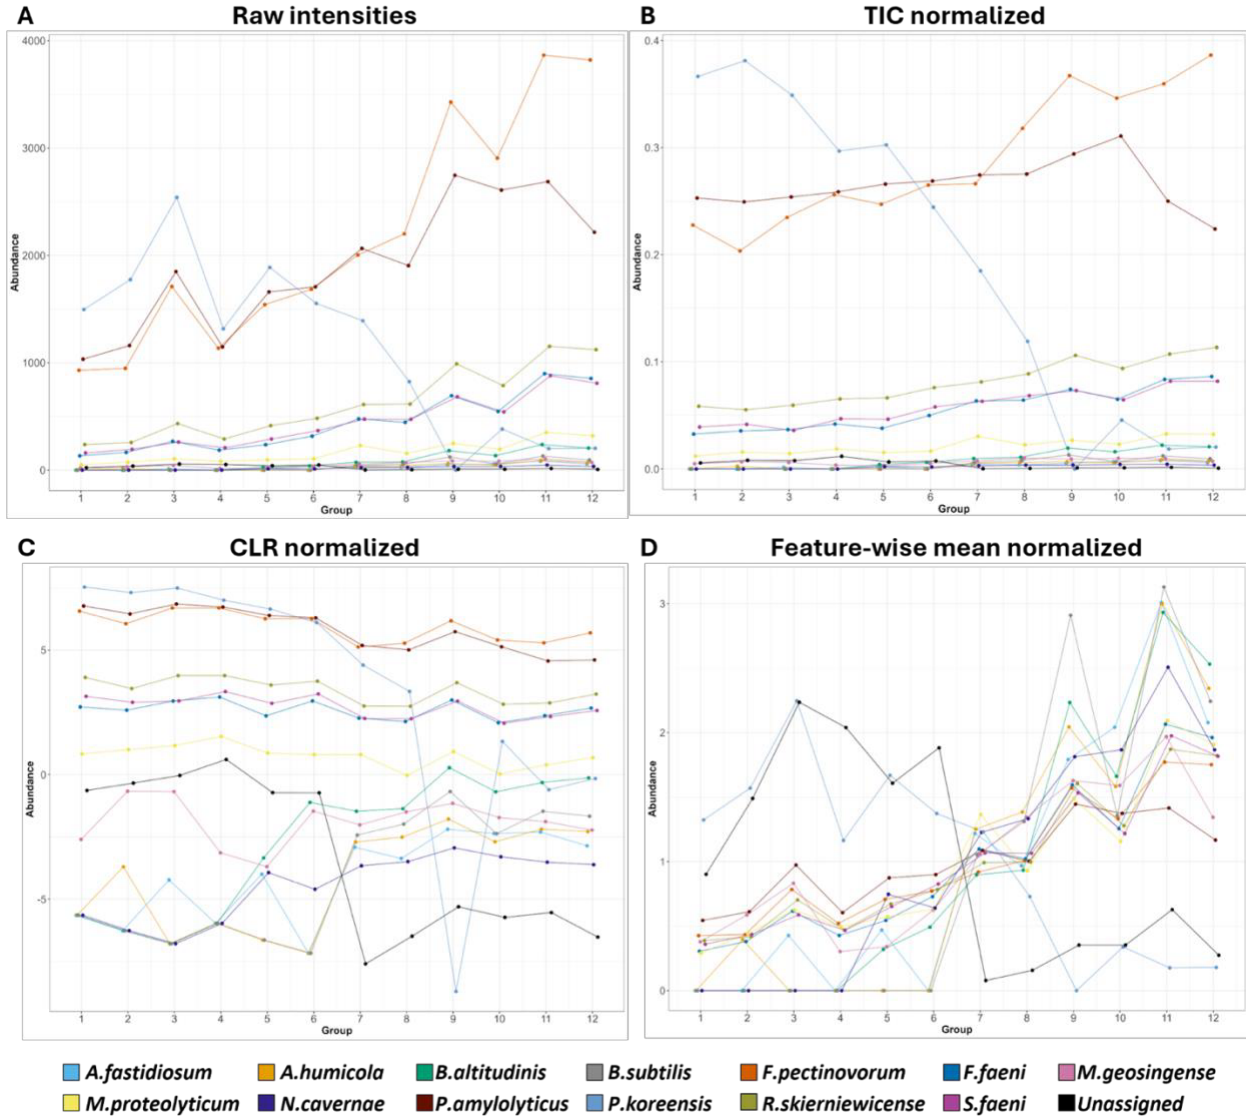 A Raw intensities
4000
3000
2000
1000
0
Abundance
1 2 3 4 5 6 7 8 9 10 11 12
Group
B TIC normalized
0.4
0.3
0.2
0.1
0.0
Abundance
1 2 3 4 5 6 7 8 9 10 11 12
Group
C CLR normalized
5
0
-5
Abundance
1 2 3 4 5 6 7 8 9 10 11 12
Group
D Feature-wise mean normalized
3
2
1
0
Abundance
1 2 3 4 5 6 7 8 9 10 11 12
Group
A.fastidiosum A.humicola B.altitudinis B.subtilis F.pectinovorum F.faeni M.geosingense
M.proteolyticum N.cavernae P.amylolyticus P.koreensis R.skierniewicense S.faeni Unassigned